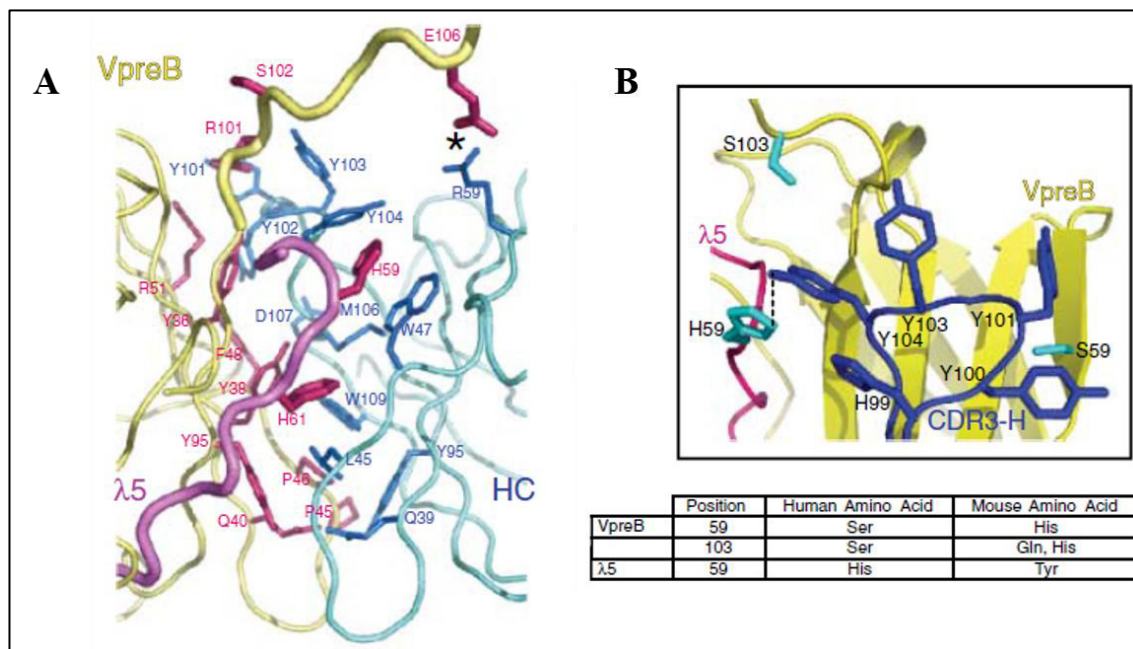 A
VpreB
E106
S102
*
R101
Y101
Y103
R59
Y104
Y102
H59
R51
D107
M106
W47
Y36
F48
Y38
H61
W109
Y95
L45
Y95
P46
λ5
HC
P45
Q40
Q39
B
S103
VpreB
λ5
H59
Y103
Y101
Y104
S59
Y100
H99
CDR3-H
Position Human Amino Acid Mouse Amino Acid
VpreB 59 Ser His
103 Ser Gln, His
λ5 59 His Tyr